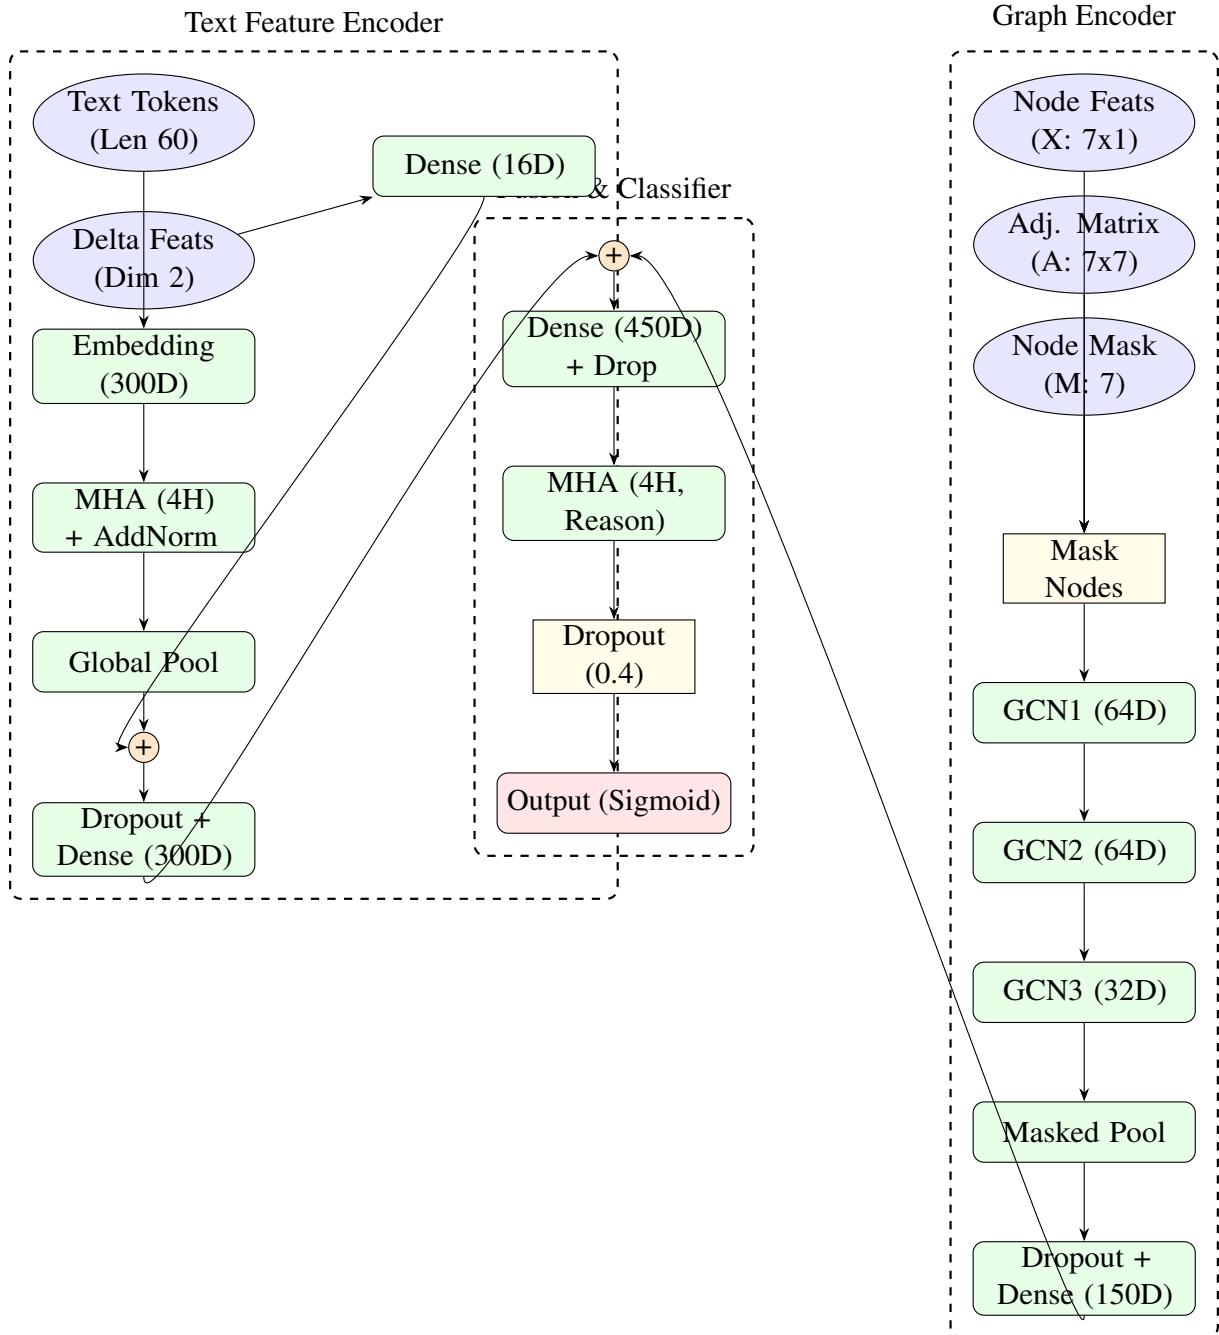 Text Feature Encoder
Text Tokens
(Len 60)
Delta Feats
(Dim 2)
Dense (16D)
Embedding
(300D)
MHA (4H)
+ AddNorm
Global Pool
+
Dropout +
Dense (300D)
& Classifier
+
Dense (450D)
+ Drop
MHA (4H,
Reason)
Dropout
(0.4)
Output (Sigmoid)
Graph Encoder
Node Feats
(X: 7x1)
Adj. Matrix
(A: 7x7)
Node Mask
(M: 7)
Mask
Nodes
GCN1 (64D)
GCN2 (64D)
GCN3 (32D)
Masked Pool
Dropout +
Dense (150D)